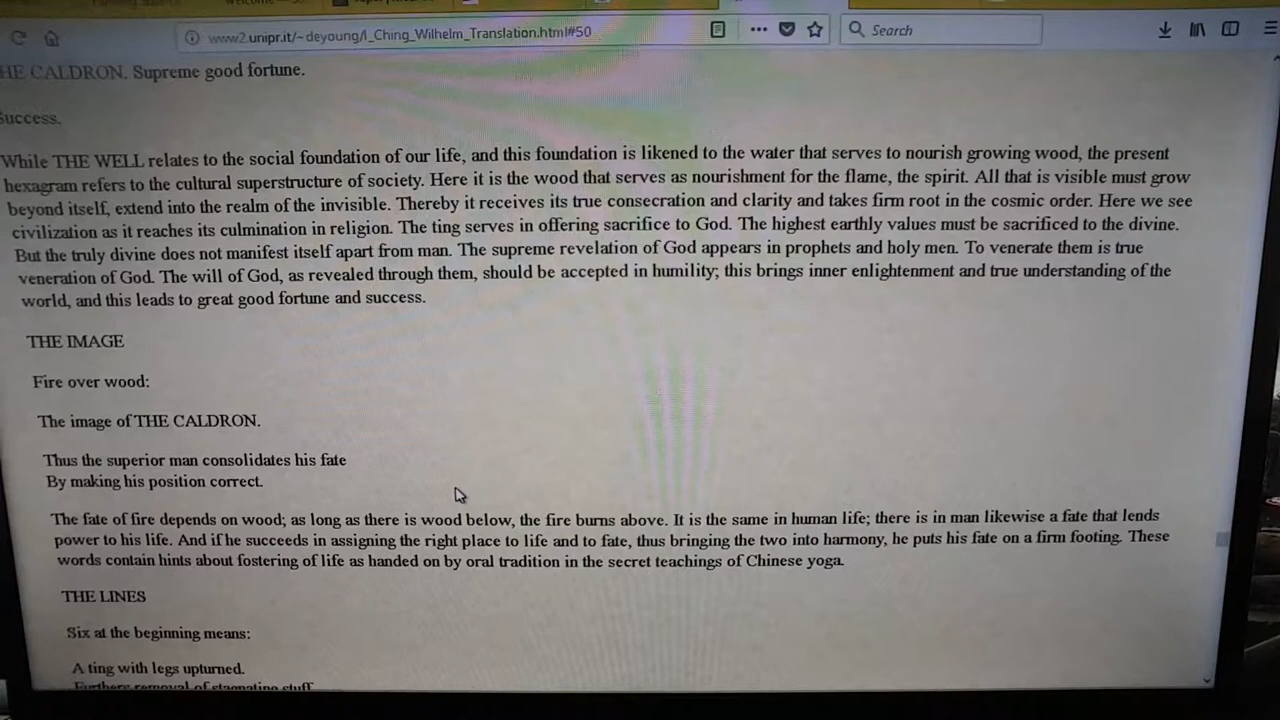 www2.unipr.it/~deyoung/I_Ching_Wilhelm_Translation.html#50
Search
HE CALDRON. Supreme good fortune.
Success.
While THE WELL relates to the social foundation of our life, and this foundation is likened to the water that serves to nourish growing wood, the present
hexagram refers to the cultural superstructure of society. Here it is the wood that serves as nourishment for the flame, the spirit. All that is visible must grow
beyond itself, extend into the realm of the invisible. Thereby it receives its true consecration and clarity and takes firm root in the cosmic order. Here we see
civilization as it reaches its culmination in religion. The ting serves in offering sacrifice to God. The highest earthly values must be sacrificed to the divine.
But the truly divine does not manifest itself apart from man. The supreme revelation of God appears in prophets and holy men. To venerate them is true
veneration of God. The will of God, as revealed through them, should be accepted in humility; this brings inner enlightenment and true understanding of the
world, and this leads to great good fortune and success.
THE IMAGE
Fire over wood:
The image of THE CALDRON.
Thus the superior man consolidates his fate
By making his position correct.
The fate of fire depends on wood; as long as there is wood below, the fire burns above. It is the same in human life; there is in man likewise a fate that lends
power to his life. And if he succeeds in assigning the right place to life and to fate, thus bringing the two into harmony, he puts his fate on a firm footing. These
words contain hints about fostering of life as handed on by oral tradition in the secret teachings of Chinese yoga.
THE LINES
Six at the beginning means:
A ting with legs upturned.
Furthers removal of stagnating stuff